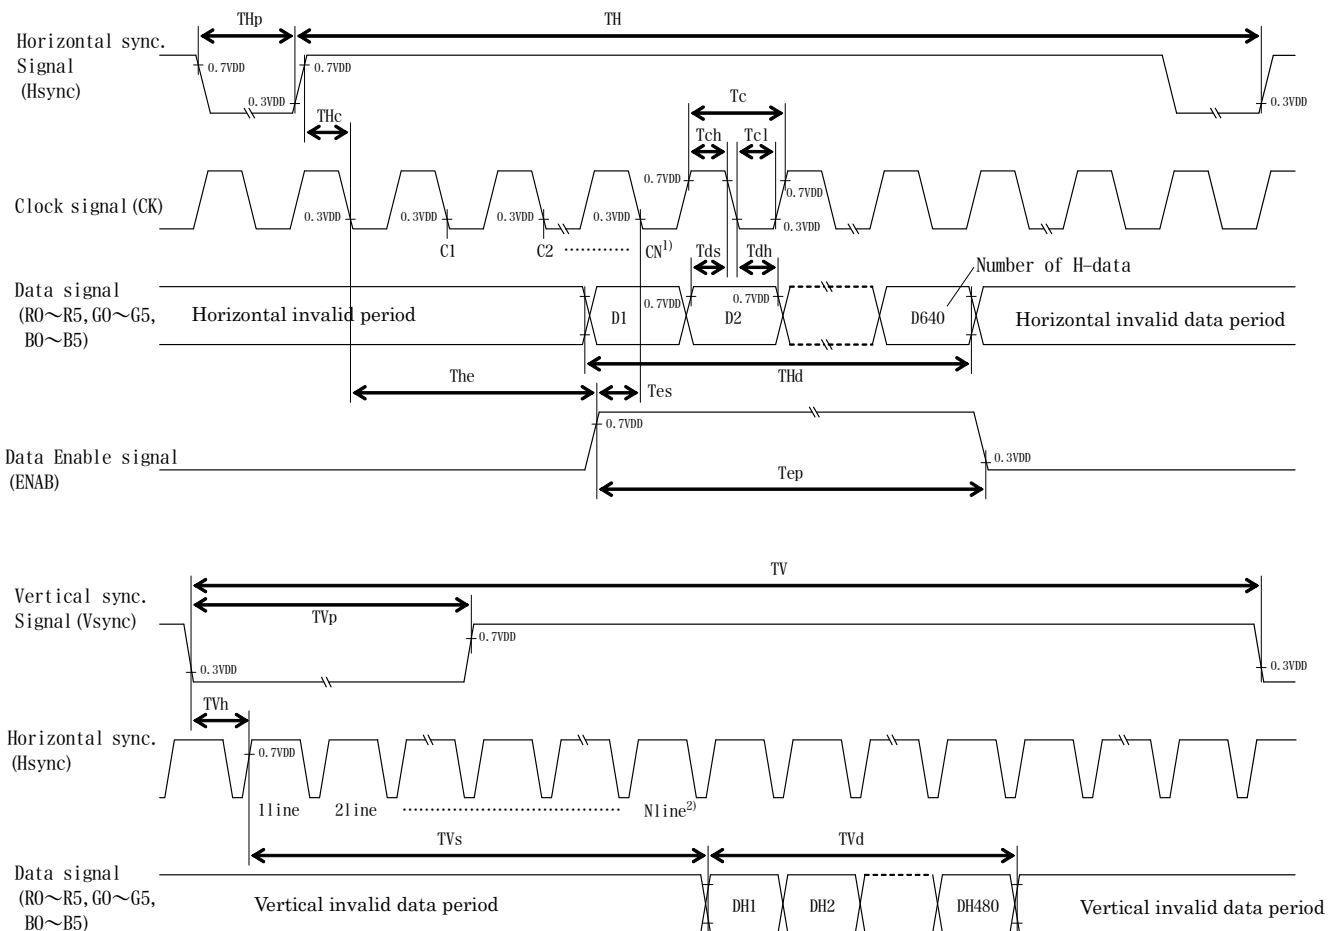 THp
TH
Horizontal sync.
Signal
(Hsync)
0.7VDD
0.7VDD
0.3VDD
0.3VDD
THc
Tc
Tch
Tcl
Clock signal(CK)
0.3VDD
0.3VDD
0.3VDD
0.3VDD
0.7VDD
0.7VDD
0.3VDD
C1
C2
CN1)
Tds
Tdh
Number of H-data
Data signal
(R0~R5,G0~G5,
B0~B5)
Horizontal invalid period
D1
0.7VDD
D2
0.7VDD
D640
Horizontal invalid data period
The
Tes
THd
0.7VDD
Data Enable signal
(ENAB)
0.3VDD
Tep
TV
Vertical sync.
Signal(Vsync)
TVp
0.7VDD
0.3VDD
0.3VDD
TVh
Horizontal sync.
(Hsync)
0.7VDD
1line
2line
Nline2)
TVs
TVd
Data signal
(R0~R5,G0~G5,
B0~B5)
Vertical invalid data period
DH1
DH2
DH480
Vertical invalid data period